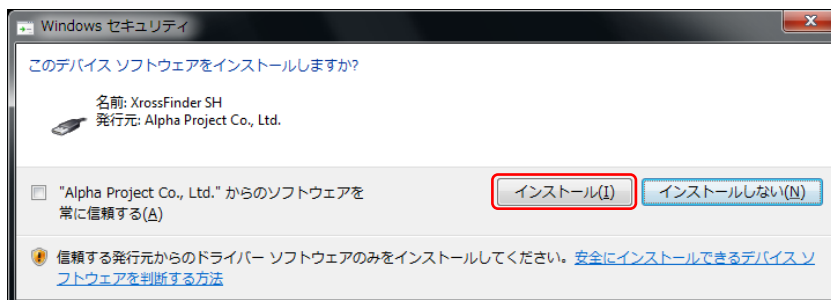 Windows セキュリティ
このデバイス ソフトウェアをインストールしますか?
名前: XrossFinder SH
発行元: Alpha Project Co., Ltd.
"Alpha Project Co., Ltd." からのソフトウェアを
常に信頼する(A)
インストール(I)
インストールしない(N)
信頼する発行元からのドライバー ソフトウェアのみをインストールしてください。安全にインストールできるデバイス ソ
フトウェアを判断する方法